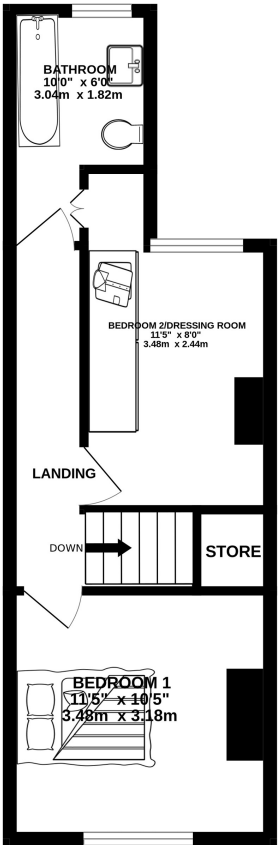 BATHROOM
10'0" x 6'0"
3.04m x 1.82m
BEDROOM 2/DRESSING ROOM
11'5" x 8'0"
3.48m x 2.44m
LANDING
DOWN
STORE
BEDROOM 1
11'5" x 10'5"
3.48m x 3.18m